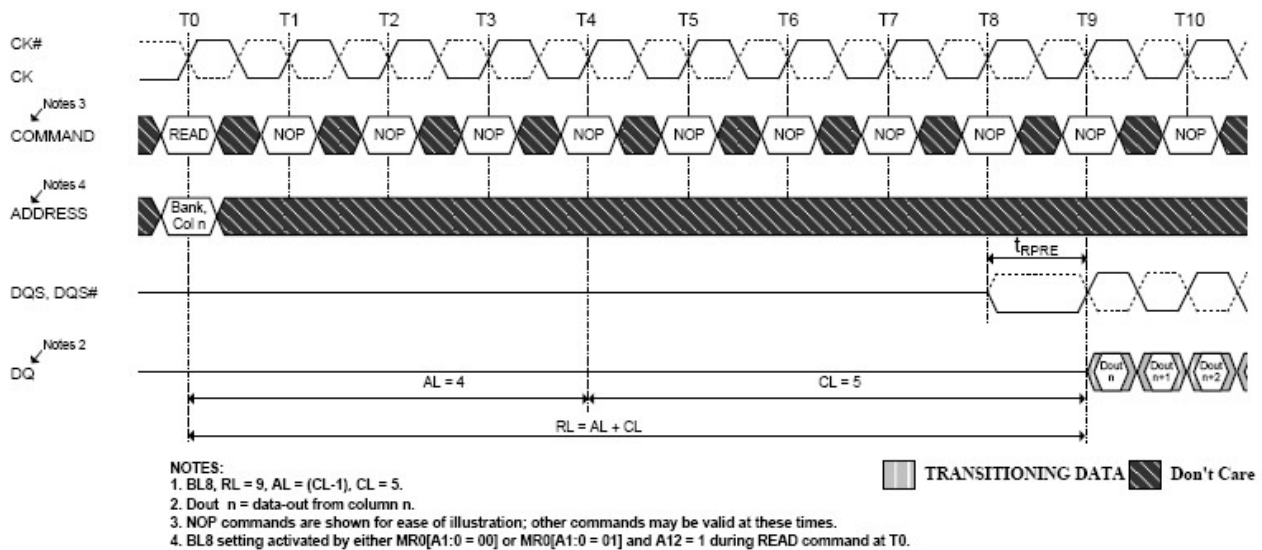 T0 T1 T2 T3 T4 T5 T6 T7 T8 T9 T10
CK#
CK
Notes 3
COMMAND
READ NOP NOP NOP NOP NOP NOP NOP NOP NOP NOP
Notes 4
ADDRESS
Bank,
Col n
tRPRE
DQS, DQS#
Notes 2
DQ
Dout
n
Dout
n+1
Dout
n+2
AL = 4
CL = 5
RL = AL + CL
NOTES:
1. BL8, RL = 9, AL = (CL-1), CL = 5.
2. Dout n = data-out from column n.
3. NOP commands are shown for ease of illustration; other commands may be valid at these times.
4. BL8 setting activated by either MR0[A1:0 = 00] or MR0[A1:0 = 01] and A12 = 1 during READ command at T0.
TRANSITIONING DATA
Don't Care